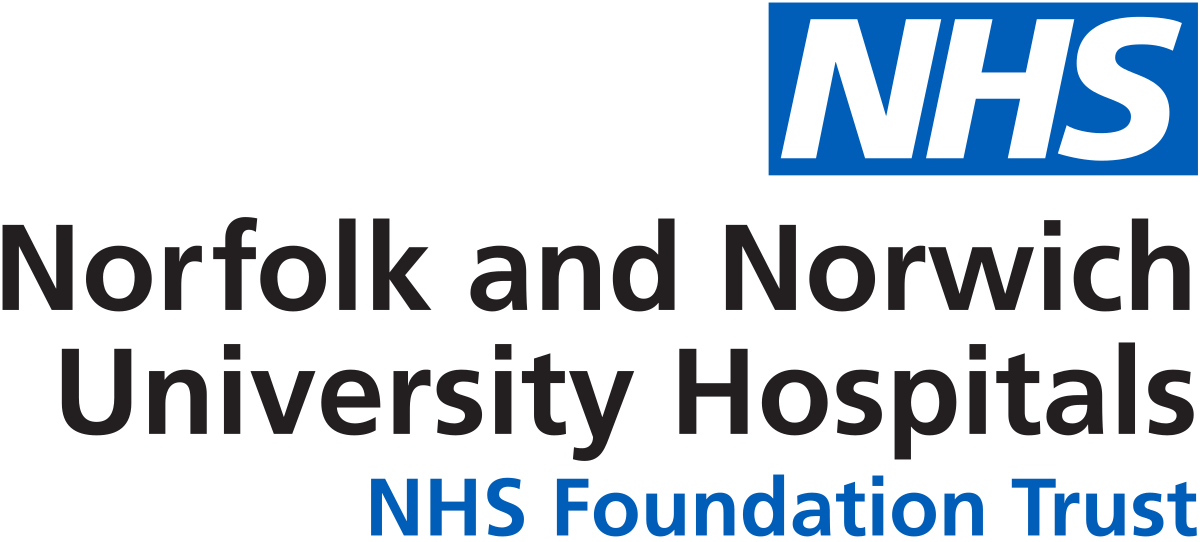 NHS
Norfolk and Norwich
University Hospitals
NHS Foundation Trust